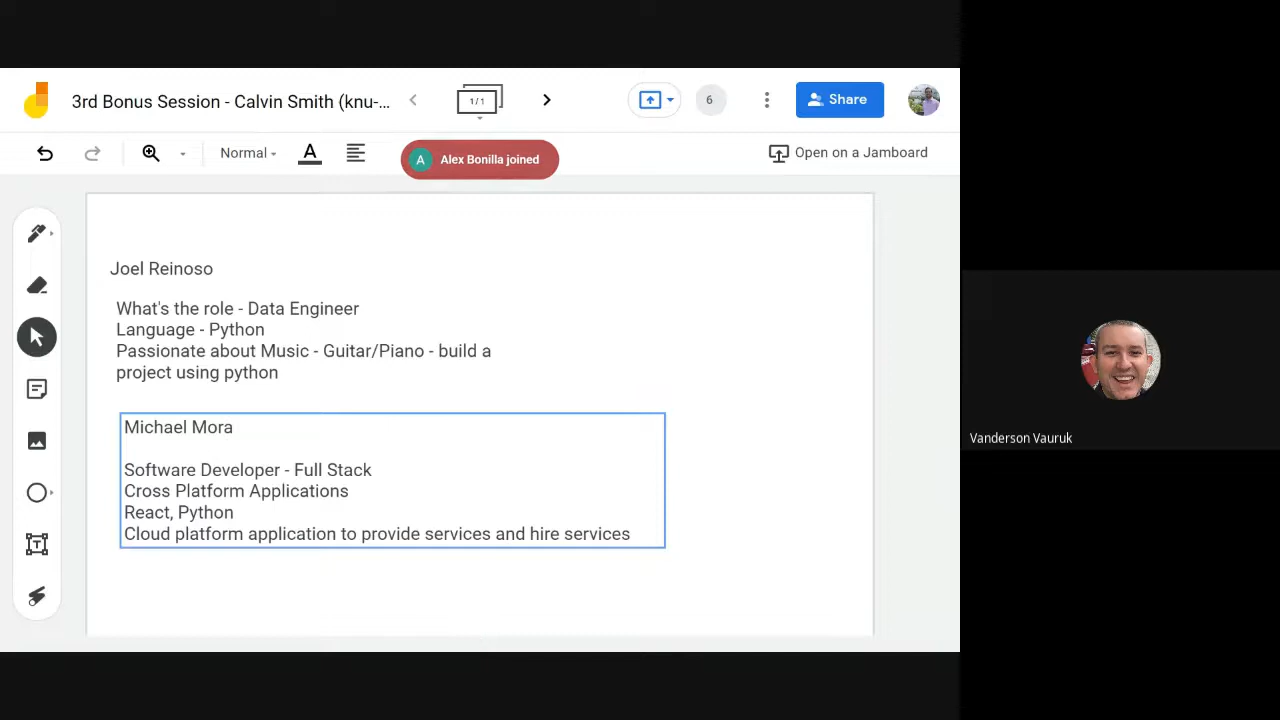 3rd Bonus Session - Calvin Smith (knu-...
1/1
6
Share
Normal
A
A Alex Bonilla joined
Open on a Jamboard
Joel Reinoso
What's the role - Data Engineer
Language - Python
Passionate about Music - Guitar/Piano - build a
project using python
Michael Mora
Software Developer - Full Stack
Cross Platform Applications
React, Python
Cloud platform application to provide services and hire services
T
Vanderson Vauruk